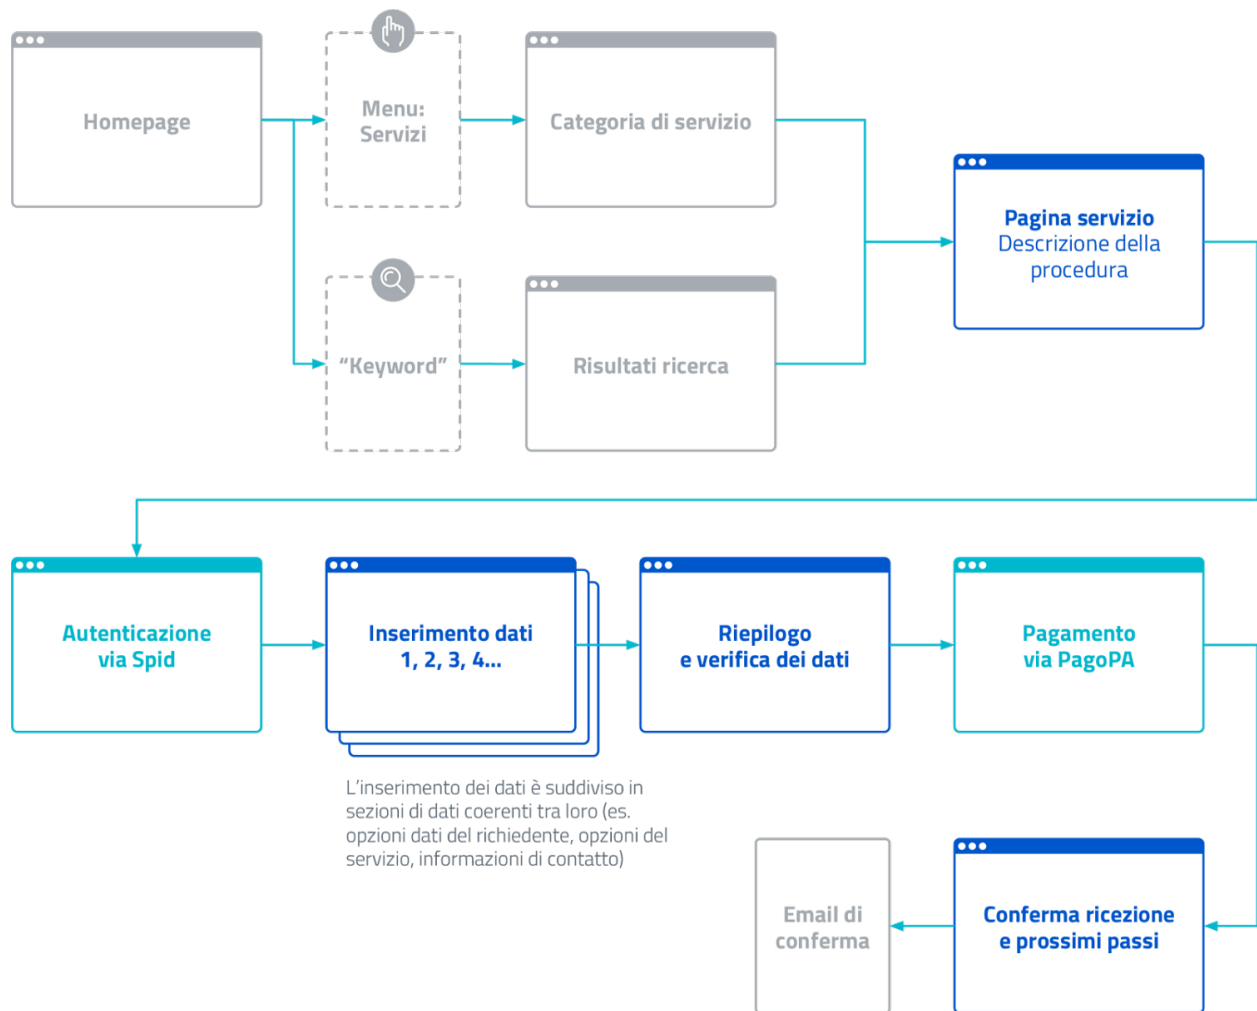 Homepage
Menu:
Servizi
Categoria di servizio
“Keyword”
Risultati ricerca
Pagina servizio
Descrizione della
procedura
Autenticazione
via Spid
Inserimento dati
1, 2, 3, 4...
Riepilogo
e verifica dei dati
Pagamento
via PagoPA
L’inserimento dei dati è suddiviso in
sezioni di dati coerenti tra loro (es.
opzioni dati del richiedente, opzioni del
servizio, informazioni di contatto)
Email di
conferma
Conferma ricezione
e prossimi passi